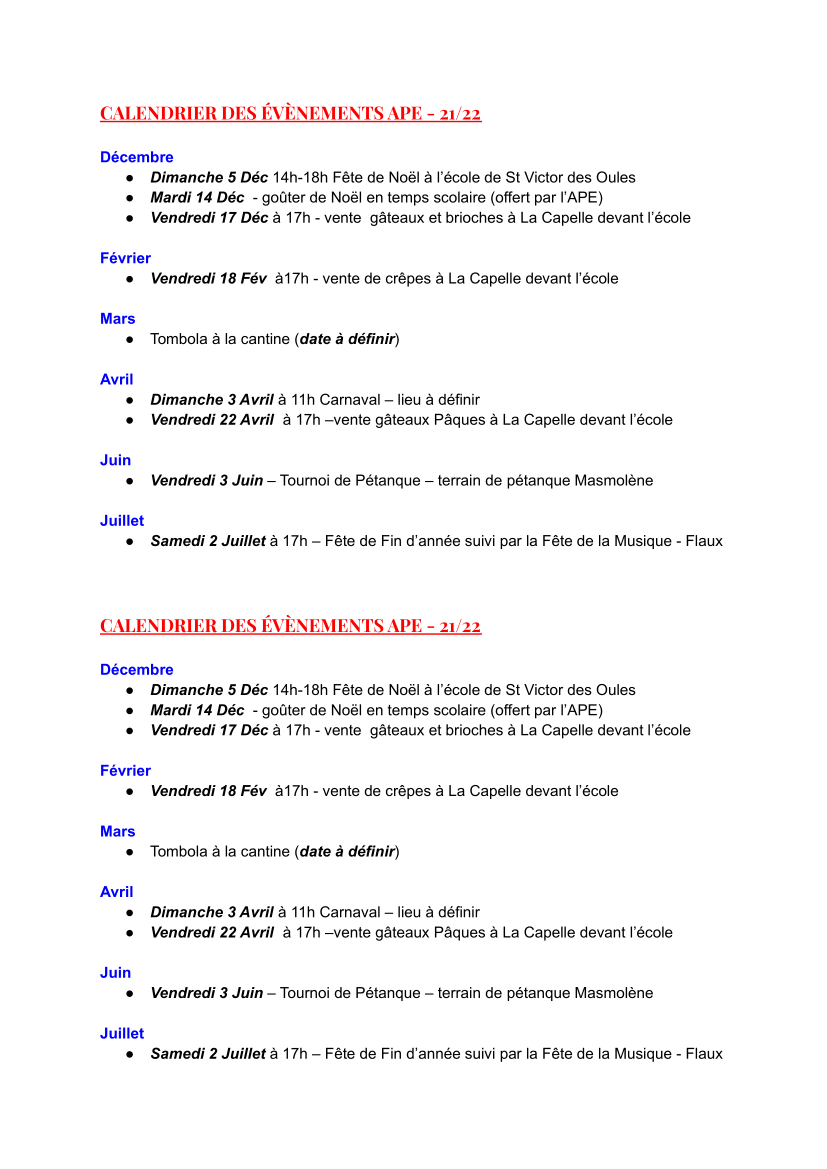 CALENDRIER DES ÉVÈNEMENTS APE - 21/22
Décembre
● Dimanche 5 Déc 14h-18h Fête de Noël à l’école de St Victor des Oules
● Mardi 14 Déc  - goûter de Noël en temps scolaire (offert par l’APE)
● Vendredi 17 Déc à 17h - vente  gâteaux et brioches à La Capelle devant l’école
Février
● Vendredi 18 Fév  à17h - vente de crêpes à La Capelle devant l’école
Mars
● Tombola à la cantine (date à définir)
Avril
● Dimanche 3 Avril à 11h Carnaval – lieu à définir
● Vendredi 22 Avril  à 17h –vente gâteaux Pâques à La Capelle devant l’école
Juin
● Vendredi 3 Juin – Tournoi de Pétanque – terrain de pétanque Masmolène
Juillet
● Samedi 2 Juillet à 17h – Fête de Fin d’année suivi par la Fête de la Musique - Flaux
CALENDRIER DES ÉVÈNEMENTS APE - 21/22
Décembre
● Dimanche 5 Déc 14h-18h Fête de Noël à l’école de St Victor des Oules
● Mardi 14 Déc  - goûter de Noël en temps scolaire (offert par l’APE)
● Vendredi 17 Déc à 17h - vente  gâteaux et brioches à La Capelle devant l’école
Février
● Vendredi 18 Fév  à17h - vente de crêpes à La Capelle devant l’école
Mars
● Tombola à la cantine (date à définir)
Avril
● Dimanche 3 Avril à 11h Carnaval – lieu à définir
● Vendredi 22 Avril  à 17h –vente gâteaux Pâques à La Capelle devant l’école
Juin
● Vendredi 3 Juin – Tournoi de Pétanque – terrain de pétanque Masmolène
Juillet
● Samedi 2 Juillet à 17h – Fête de Fin d’année suivi par la Fête de la Musique - Flaux